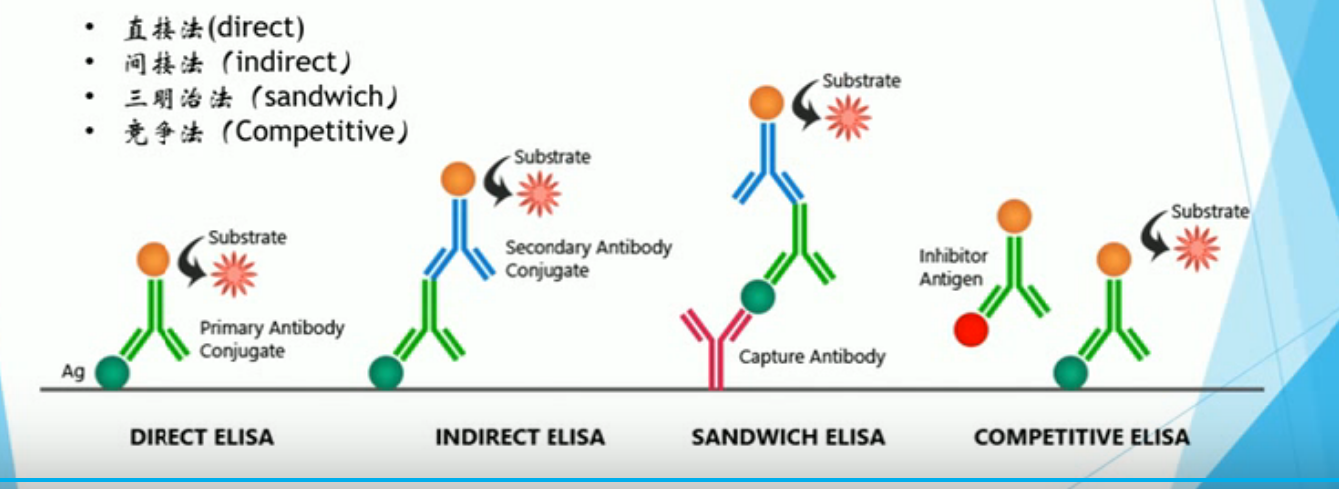 • 直接法(direct)
• 间接法（indirect）
• 三明治法（sandwich）
• 竞争法（Competitive）
Substrate
Substrate
Substrate
Substrate
Secondary Antibody
Conjugate
Inhibitor
Antigen
Primary Antibody
Conjugate
Ag
Capture Antibody
DIRECT ELISA
INDIRECT ELISA
SANDWICH ELISA
COMPETITIVE ELISA